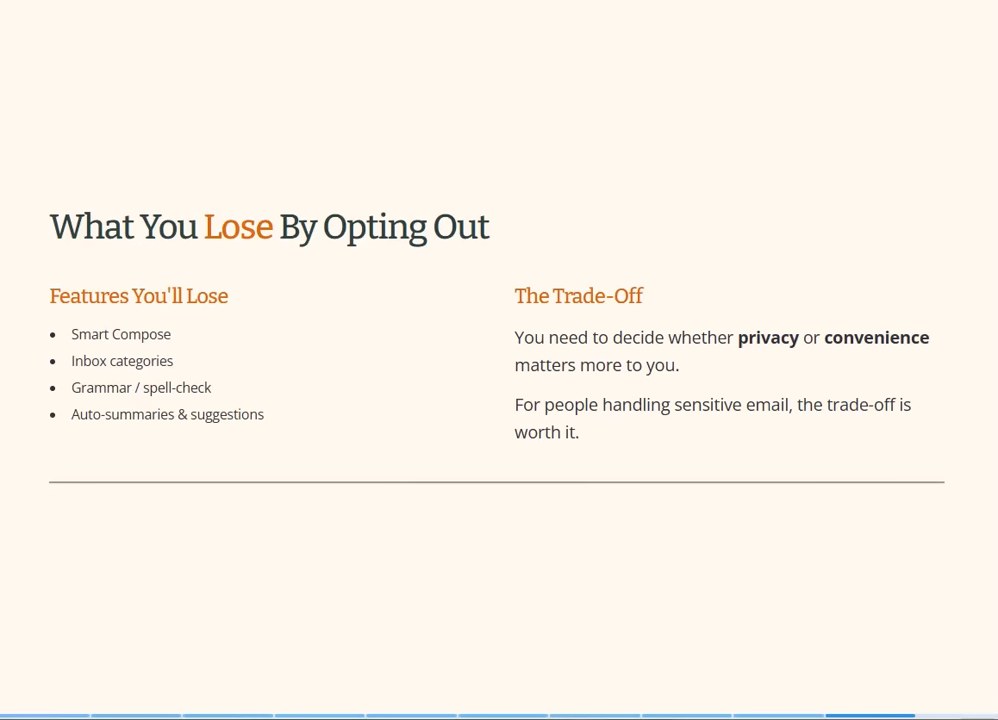 What You Lose By Opting Out
Features You'll Lose
Smart Compose
Inbox categories
Grammar / spell-check
Auto-summaries & suggestions
The Trade-Off
You need to decide whether privacy or convenience
matters more to you.
For people handling sensitive email, the trade-off is
worth it.